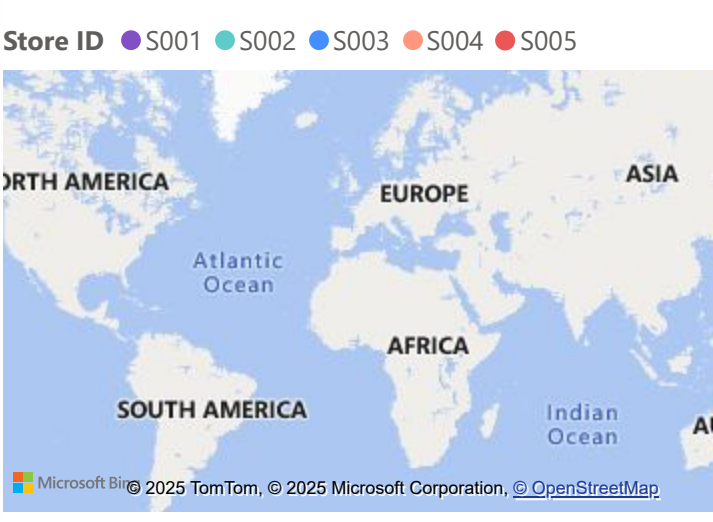 Store ID S001 S002 S003 S004 S005
ORTH AMERICA
ASIA
EUROPE
Atlantic
Ocean
AFRICA
SOUTH AMERICA
Indian
Ocean
AU
Microsoft Bing
© 2025 TomTom, © 2025 Microsoft Corporation, © OpenStreetMap